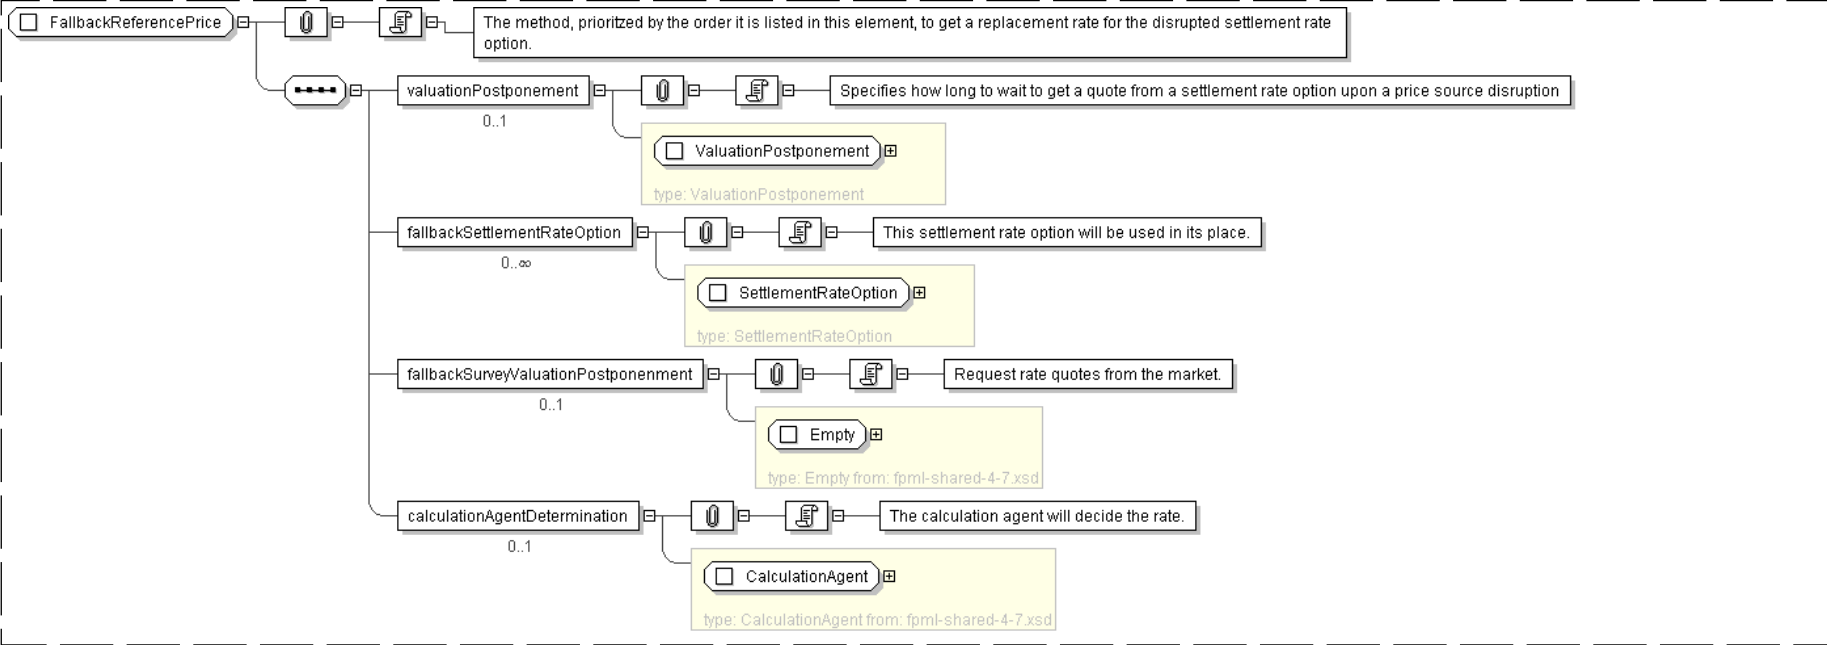 FallbackReferencePrice
The method, prioritzed by the order it is listed in this element, to get a replacement rate for the disrupted settlement rate
option.
valuationPostponement
Specifies how long to wait to get a quote from a settlement rate option upon a price source disruption
0..1
ValuationPostponement
type: ValuationPostponement
fallbackSettlementRateOption
This settlement rate option will be used in its place.
0..∞
SettlementRateOption
type: SettlementRateOption
fallbackSurveyValuationPostponenment
Request rate quotes from the market.
0..1
Empty
type: Empty from: fpml-shared-4-7.xsd
calculationAgentDetermination
The calculation agent will decide the rate.
0..1
CalculationAgent
type: CalculationAgent from: fpml-shared-4-7.xsd